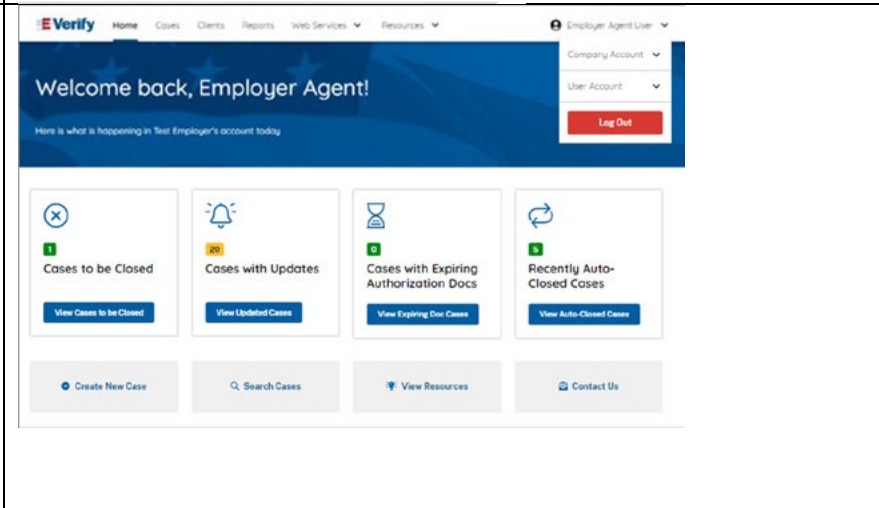 E-Verify Home Cases Clients Reports Web Services Resources Employer Agent User
Company Account
User Account
Log Out
Welcome back, Employer Agent!
Here is what is happening in Test Employer's account today
1
Cases to be Closed
View Cases to be Closed
20
Cases with Updates
View Updated Cases
0
Cases with Expiring
Authorization Docs
View Expiring Doc Cases
5
Recently Auto-
Closed Cases
View Auto-Closed Cases
Create New Case
Search Cases
View Resources
Contact Us